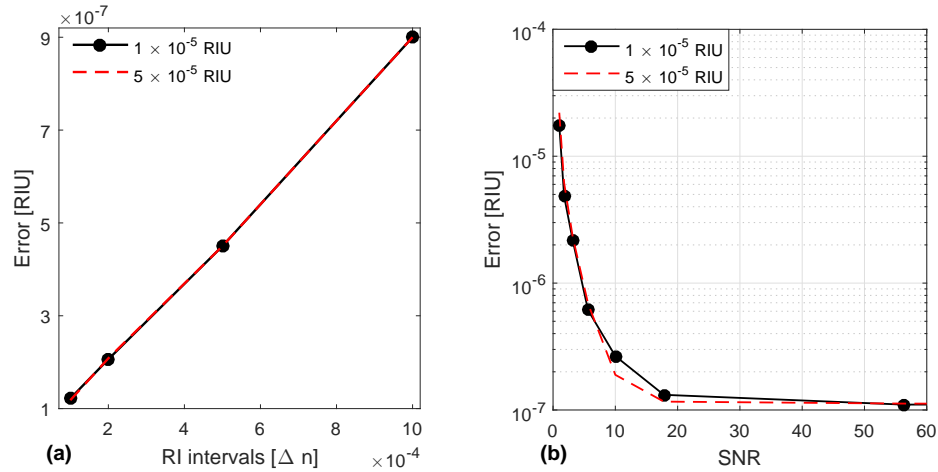 ×10⁻⁷
9
7
5
3
1
Error [RIU]
1 × 10⁻⁵ RIU
5 × 10⁻⁵ RIU
2
4
6
8
10
(a)
RI intervals [Δ n]
×10⁻⁴
10⁻⁴
10⁻⁵
10⁻⁶
10⁻⁷
Error [RIU]
1 × 10⁻⁵ RIU
5 × 10⁻⁵ RIU
0
10
20
30
40
50
60
(b)
SNR